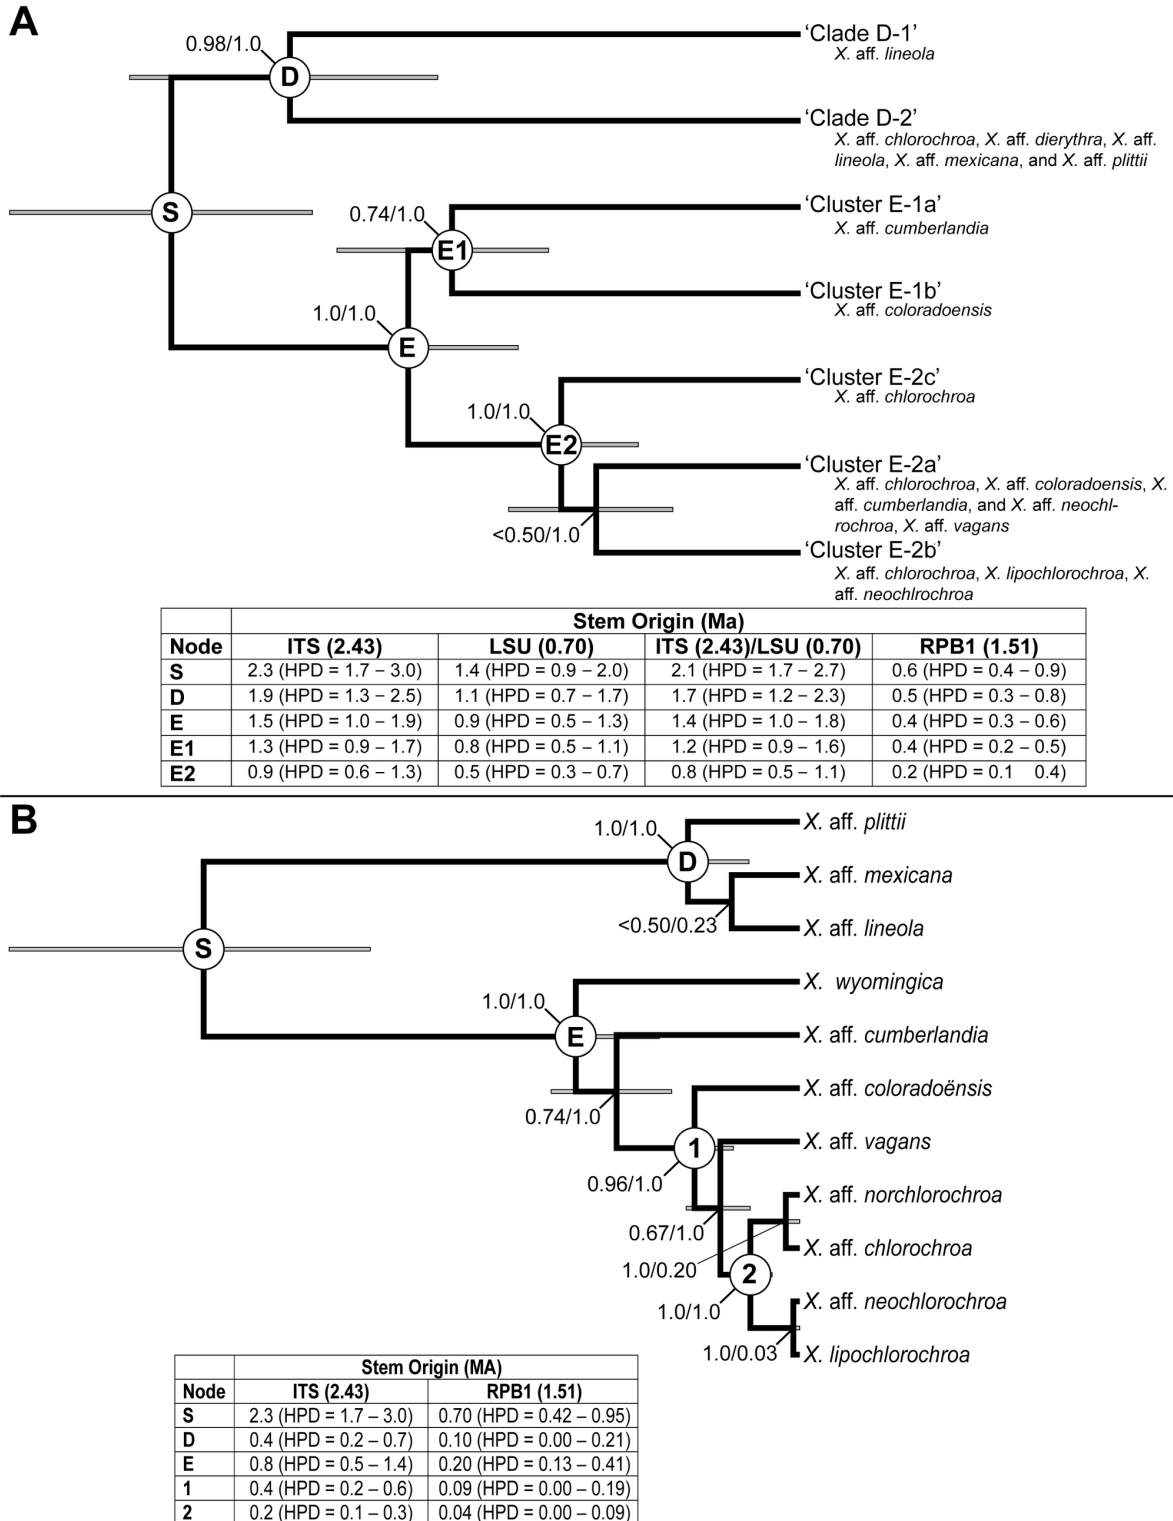 A
0.98/1.0
D
'Clade D-1'
X. aff. lineola
'Clade D-2'
X. aff. chlorochroa, X. aff. dierythra, X. aff.
lineola, X. aff. mexicana, and X. aff. plittii
S
0.74/1.0
E1
'Cluster E-1a'
X. aff. cumberlandia
'Cluster E-1b'
X. aff. coloradoensis
1.0/1.0
E
'Cluster E-2c'
X. aff. chlorochroa
1.0/1.0
E2
'Cluster E-2a'
X. aff. chlorochroa, X. aff. coloradoensis, X.
aff. cumberlandia, and X. aff. neochl-
rochroa, X. aff. vagans
<0.50/1.0
'Cluster E-2b'
X. aff. chlorochroa, X. lipochlorochroa, X.
aff. neochlrochroa
Stem Origin (Ma)
Node ITS (2.43) LSU (0.70) ITS (2.43)/LSU (0.70) RPB1 (1.51)
S 2.3 (HPD = 1.7 – 3.0) 1.4 (HPD = 0.9 – 2.0) 2.1 (HPD = 1.7 – 2.7) 0.6 (HPD = 0.4 – 0.9)
D 1.9 (HPD = 1.3 – 2.5) 1.1 (HPD = 0.7 – 1.7) 1.7 (HPD = 1.2 – 2.3) 0.5 (HPD = 0.3 – 0.8)
E 1.5 (HPD = 1.0 – 1.9) 0.9 (HPD = 0.5 – 1.3) 1.4 (HPD = 1.0 – 1.8) 0.4 (HPD = 0.3 – 0.6)
E1 1.3 (HPD = 0.9 – 1.7) 0.8 (HPD = 0.5 – 1.1) 1.2 (HPD = 0.9 – 1.6) 0.4 (HPD = 0.2 – 0.5)
E2 0.9 (HPD = 0.6 – 1.3) 0.5 (HPD = 0.3 – 0.7) 0.8 (HPD = 0.5 – 1.1) 0.2 (HPD = 0.1 0.4)
B
1.0/1.0
D
X. aff. plittii
X. aff. mexicana
<0.50/0.23
X. aff. lineola
S
X. wyomingica
1.0/1.0
E
X. aff. cumberlandia
X. aff. coloradoënsis
0.74/1.0
1
X. aff. vagans
0.96/1.0
X. aff. norchlorochroa
0.67/1.0
X. aff. chlorochroa
1.0/0.20
2
X. aff. neochlorochroa
1.0/1.0
1.0/0.03
X. lipochlorochroa
Stem Origin (MA)
Node ITS (2.43) RPB1 (1.51)
S 2.3 (HPD = 1.7 – 3.0) 0.70 (HPD = 0.42 – 0.95)
D 0.4 (HPD = 0.2 – 0.7) 0.10 (HPD = 0.00 – 0.21)
E 0.8 (HPD = 0.5 – 1.4) 0.20 (HPD = 0.13 – 0.41)
1 0.4 (HPD = 0.2 – 0.6) 0.09 (HPD = 0.00 – 0.19)
2 0.2 (HPD = 0.1 – 0.3) 0.04 (HPD = 0.00 – 0.09)